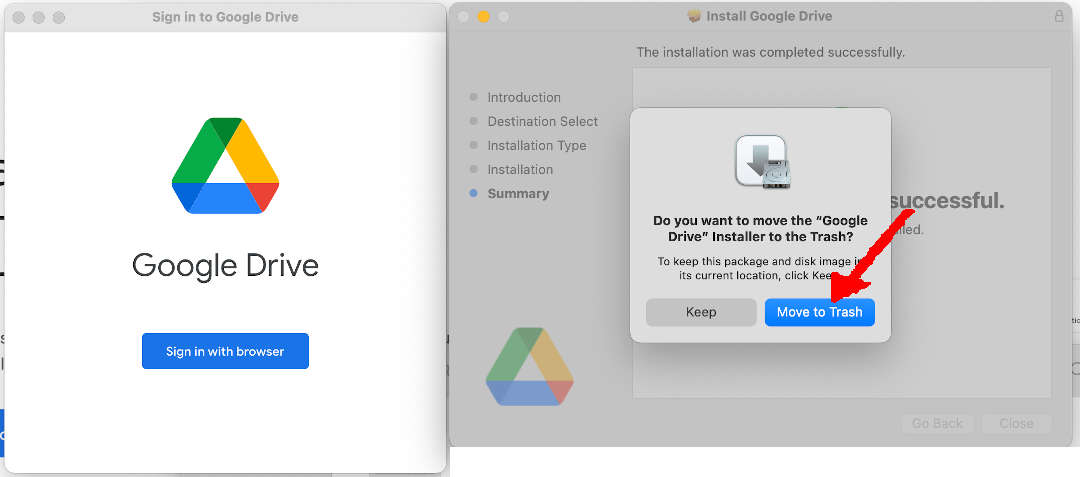 Sign in to Google Drive
Google Drive
Sign in with browser
Install Google Drive
The installation was completed successfully.
Introduction
Destination Select
Installation Type
Installation
Summary
successful.
Do you want to move the “Google
Drive” Installer to the Trash?
To keep this package and disk image in
its current location, click
Keep
Move to Trash
Go Back
Close